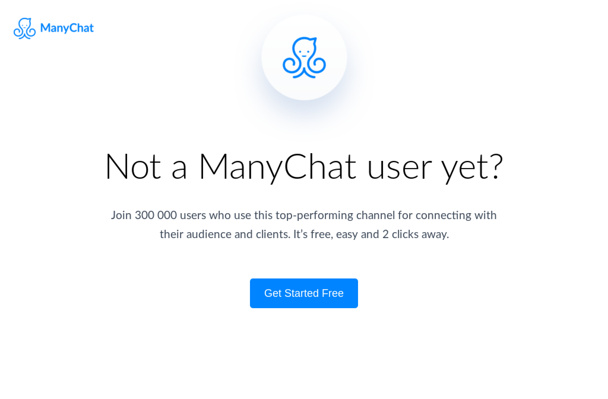 ManyChat
Not a ManyChat user yet?
Join 300 000 users who use this top-performing channel for connecting with
their audience and clients. It's free, easy and 2 clicks away.
Get Started Free